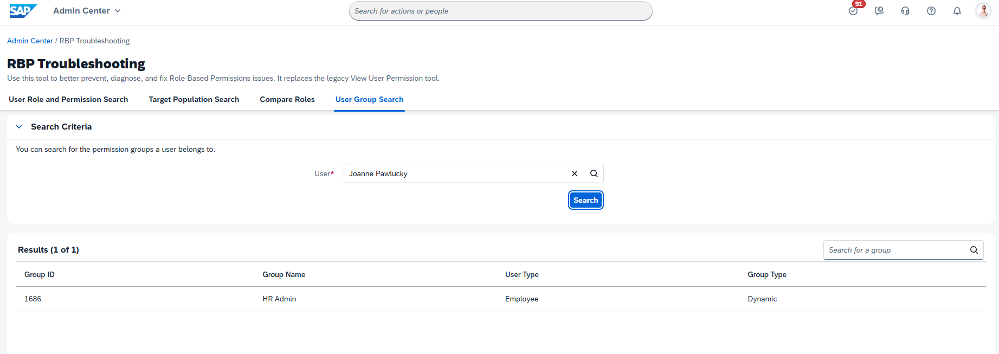 SAP Admin Center Search for actions or people 91
Admin Center / RBP Troubleshooting
RBP Troubleshooting
Use this tool to better prevent, diagnose, and fix Role-Based Permissions issues. It replaces the legacy View User Permission tool.
User Role and Permission Search Target Population Search Compare Roles User Group Search
Search Criteria
You can search for the permission groups a user belongs to.
User* Joanne Pawlucky
Search
Results (1 of 1) Search for a group
Group ID Group Name User Type Group Type
1686 HR Admin Employee Dynamic